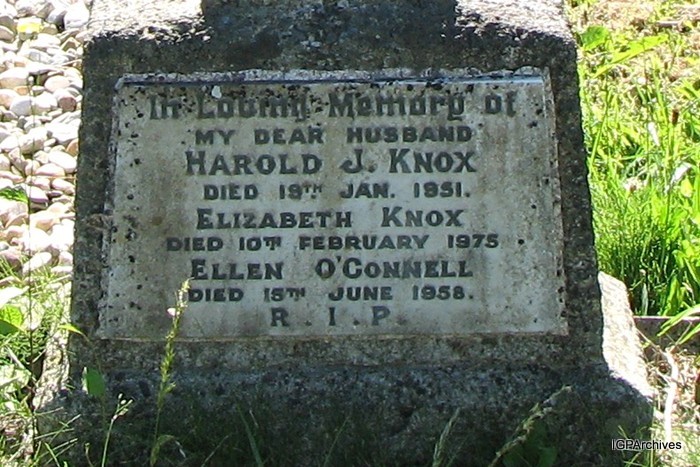 In Loving Memory of
MY DEAR HUSBAND
HAROLD J. KNOX
DIED 19TH JAN. 1951.
ELIZABETH KNOX
DIED 10TH FEBRUARY 1975
ELLEN O'CONNELL
DIED 15TH JUNE 1958.
R. I. P.
IGPArchives